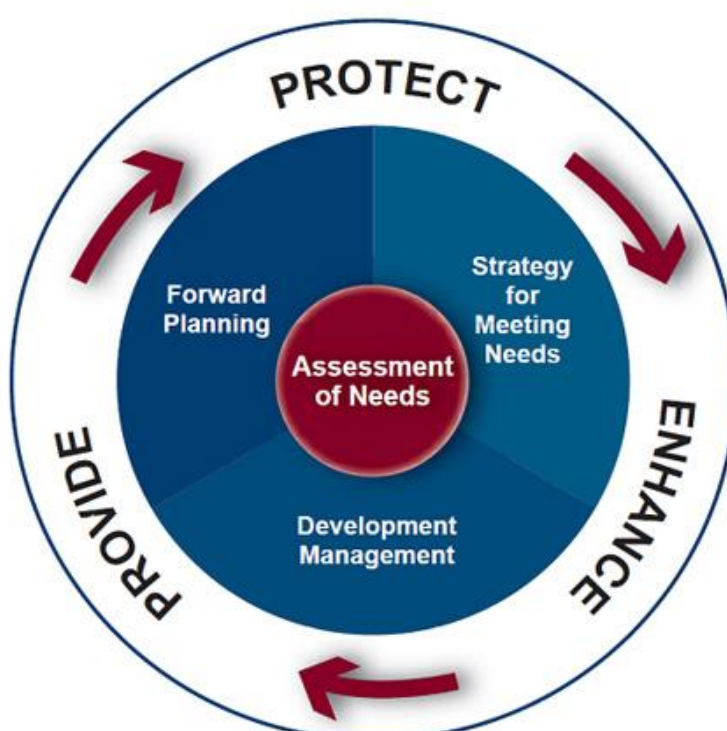 PROTECT
Forward
Planning
Strategy
for
Meeting
Needs
Assessment
of Needs
Development
Management
ENHANCE
PROVIDE